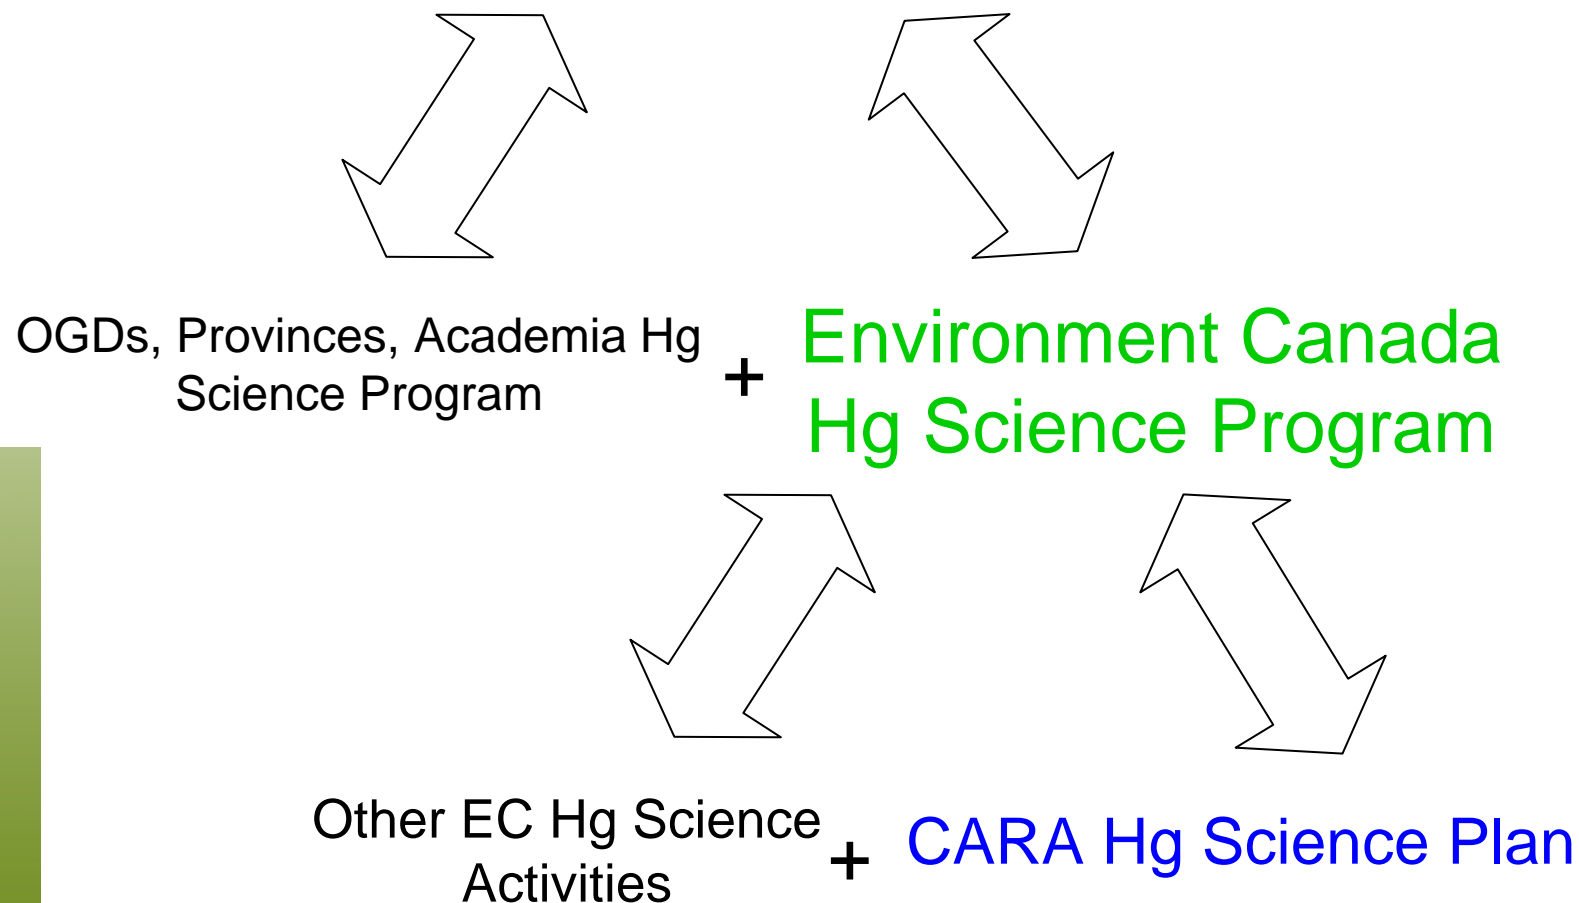 OGDs, Provinces, Academia Hg
Science Program
+
Environment Canada
Hg Science Program
Other EC Hg Science
Activities
+
CARA Hg Science Plan